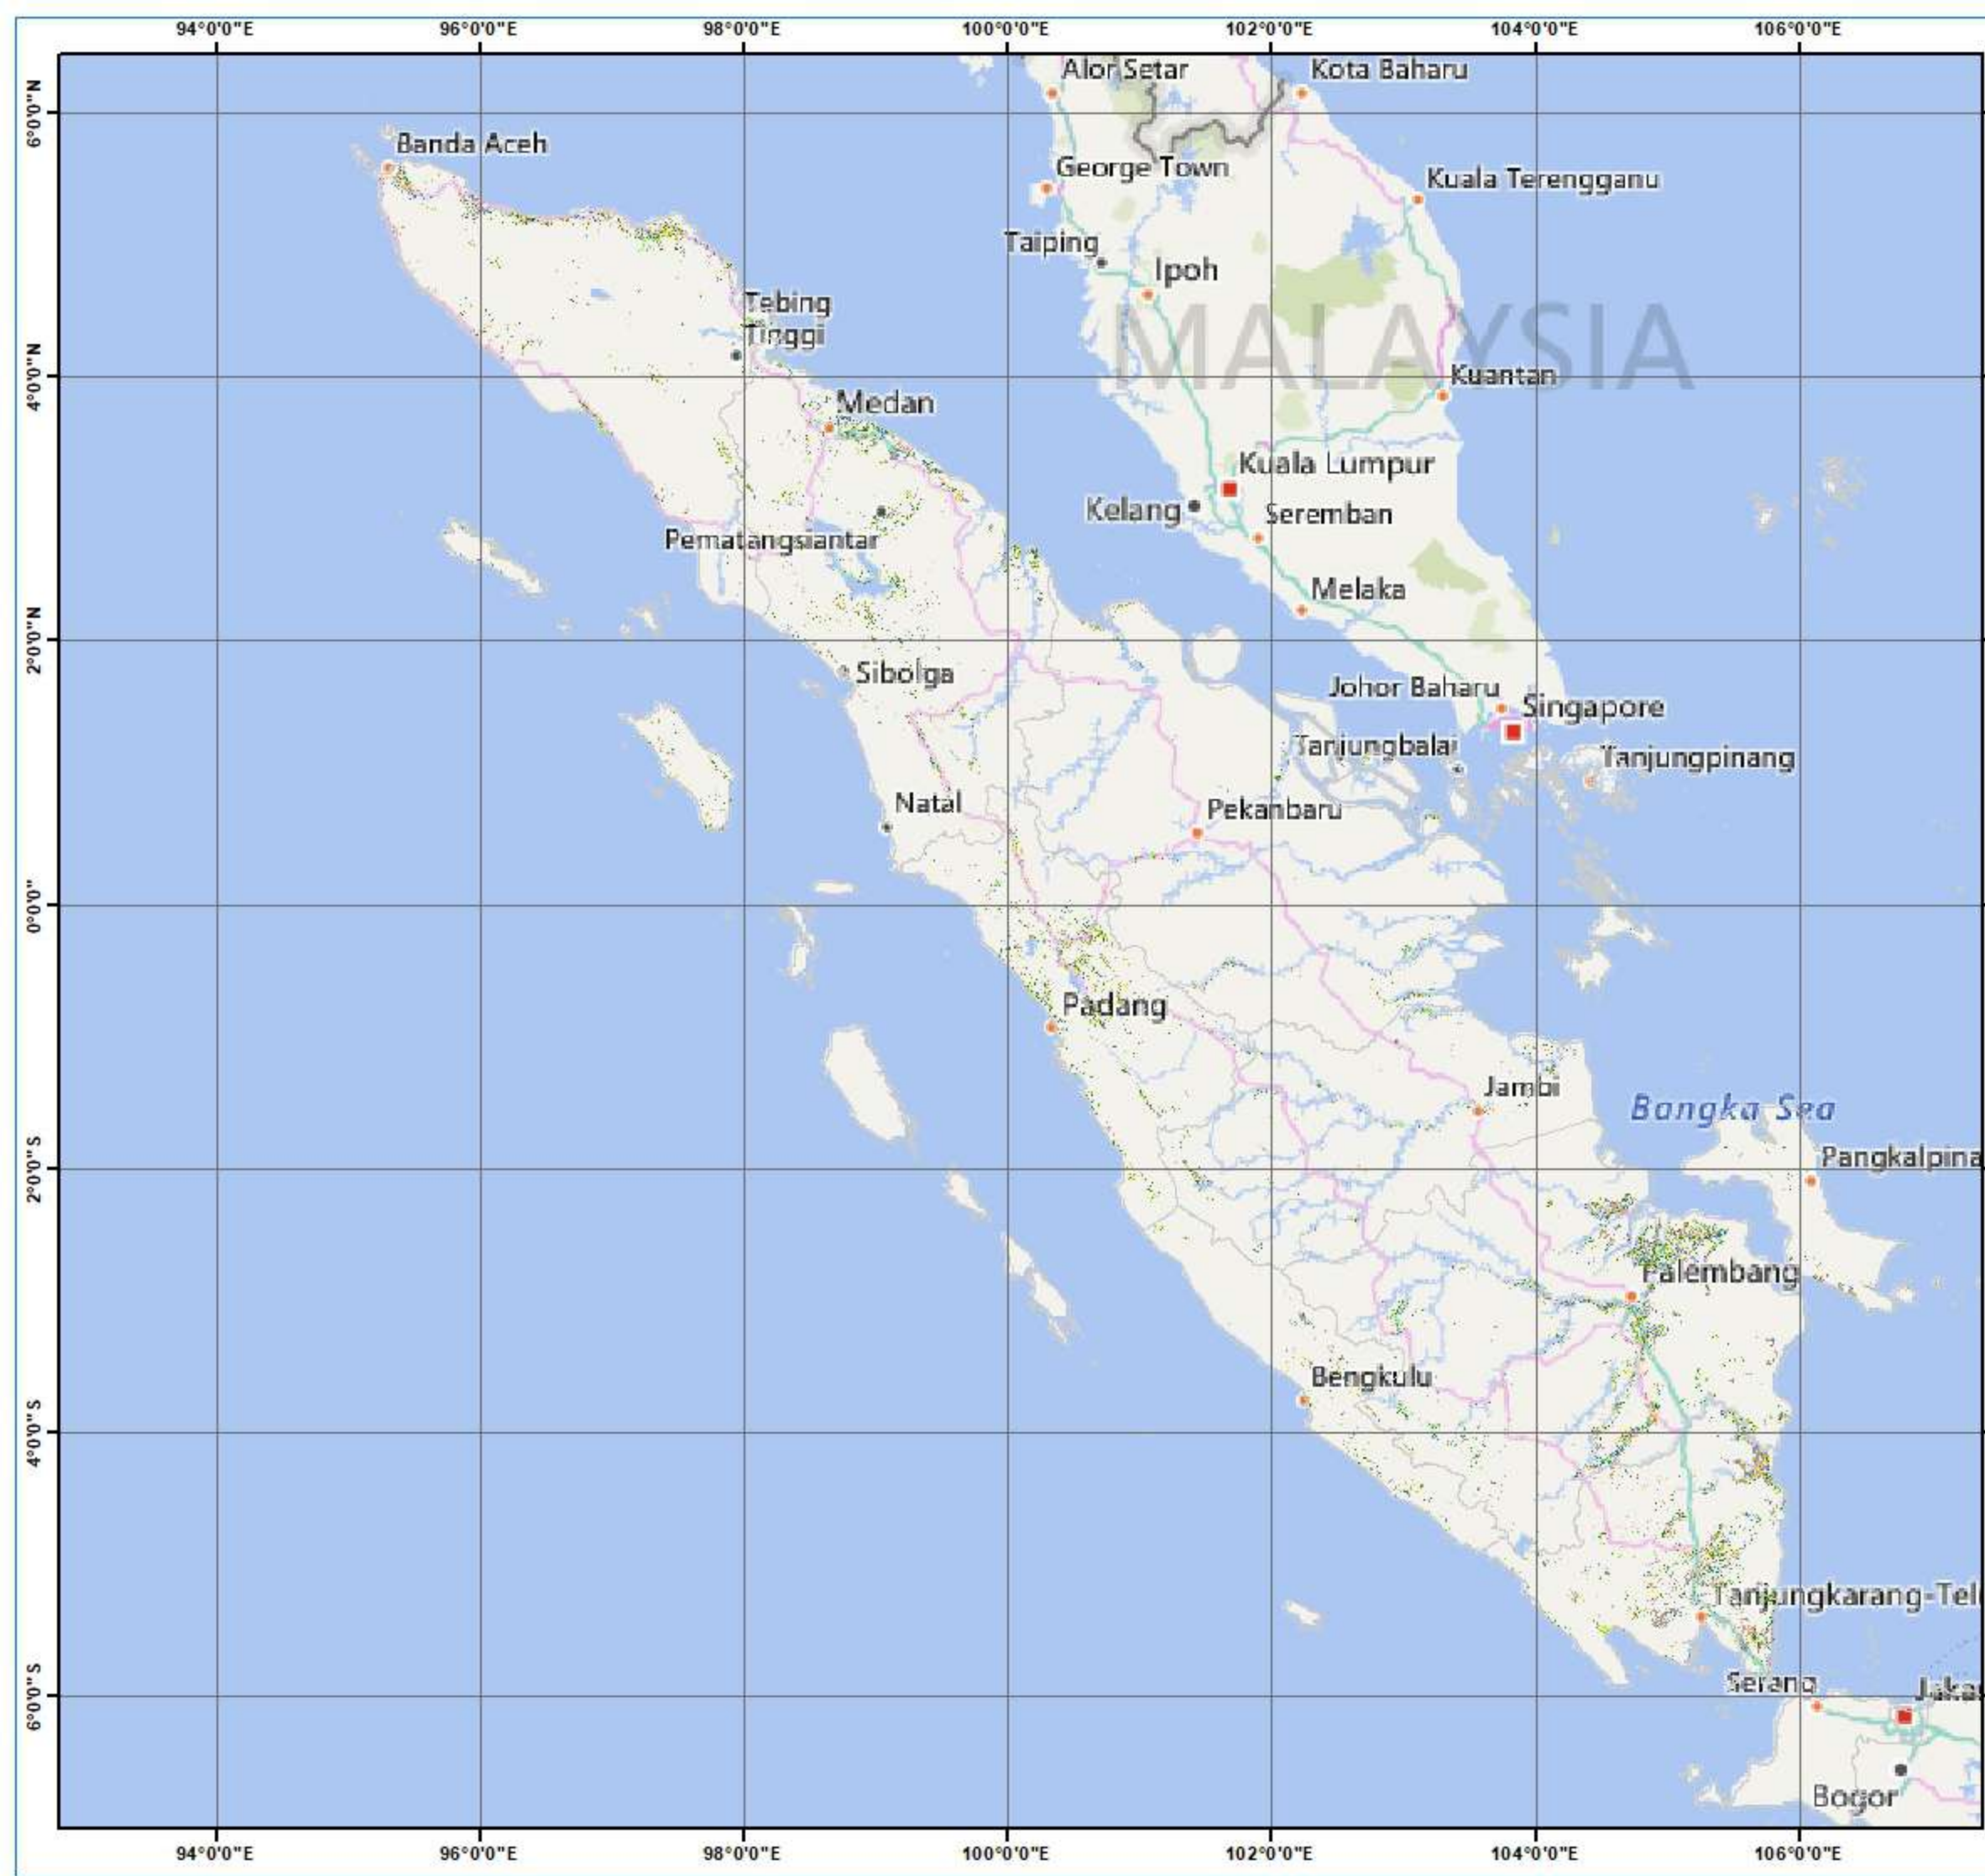 94°0'0"E
96°0'0"E
98°0'0"E
100°0'0"E
102°0'0"E
104°0'0"E
106°0'0"E
6°0'0"N
4°0'0"N
2°0'0"N
0°0'0"
2°0'0"S
4°0'0"S
6°0'0"S
Alor Setar
Kota Baharu
Banda Aceh
George Town
Kuala Terengganu
Taiping
Ipoh
Tebing
Tinggi
MALAYSIA
Kuantan
Medan
Kuala Lumpur
Kelang
Seremban
Pematangsiantar
Melaka
Sibolga
Johor Baharu
Singapore
Tanjungbalai
Tanjungpinang
Natal
Pekanbaru
Padang
Jambi
Bangka Sea
Pangkalpina
Palembang
Bengkulu
Tanjungkarang-Tel
Serang
Jaka
Bogor
94°0'0"E
96°0'0"E
98°0'0"E
100°0'0"E
102°0'0"E
104°0'0"E
106°0'0"E